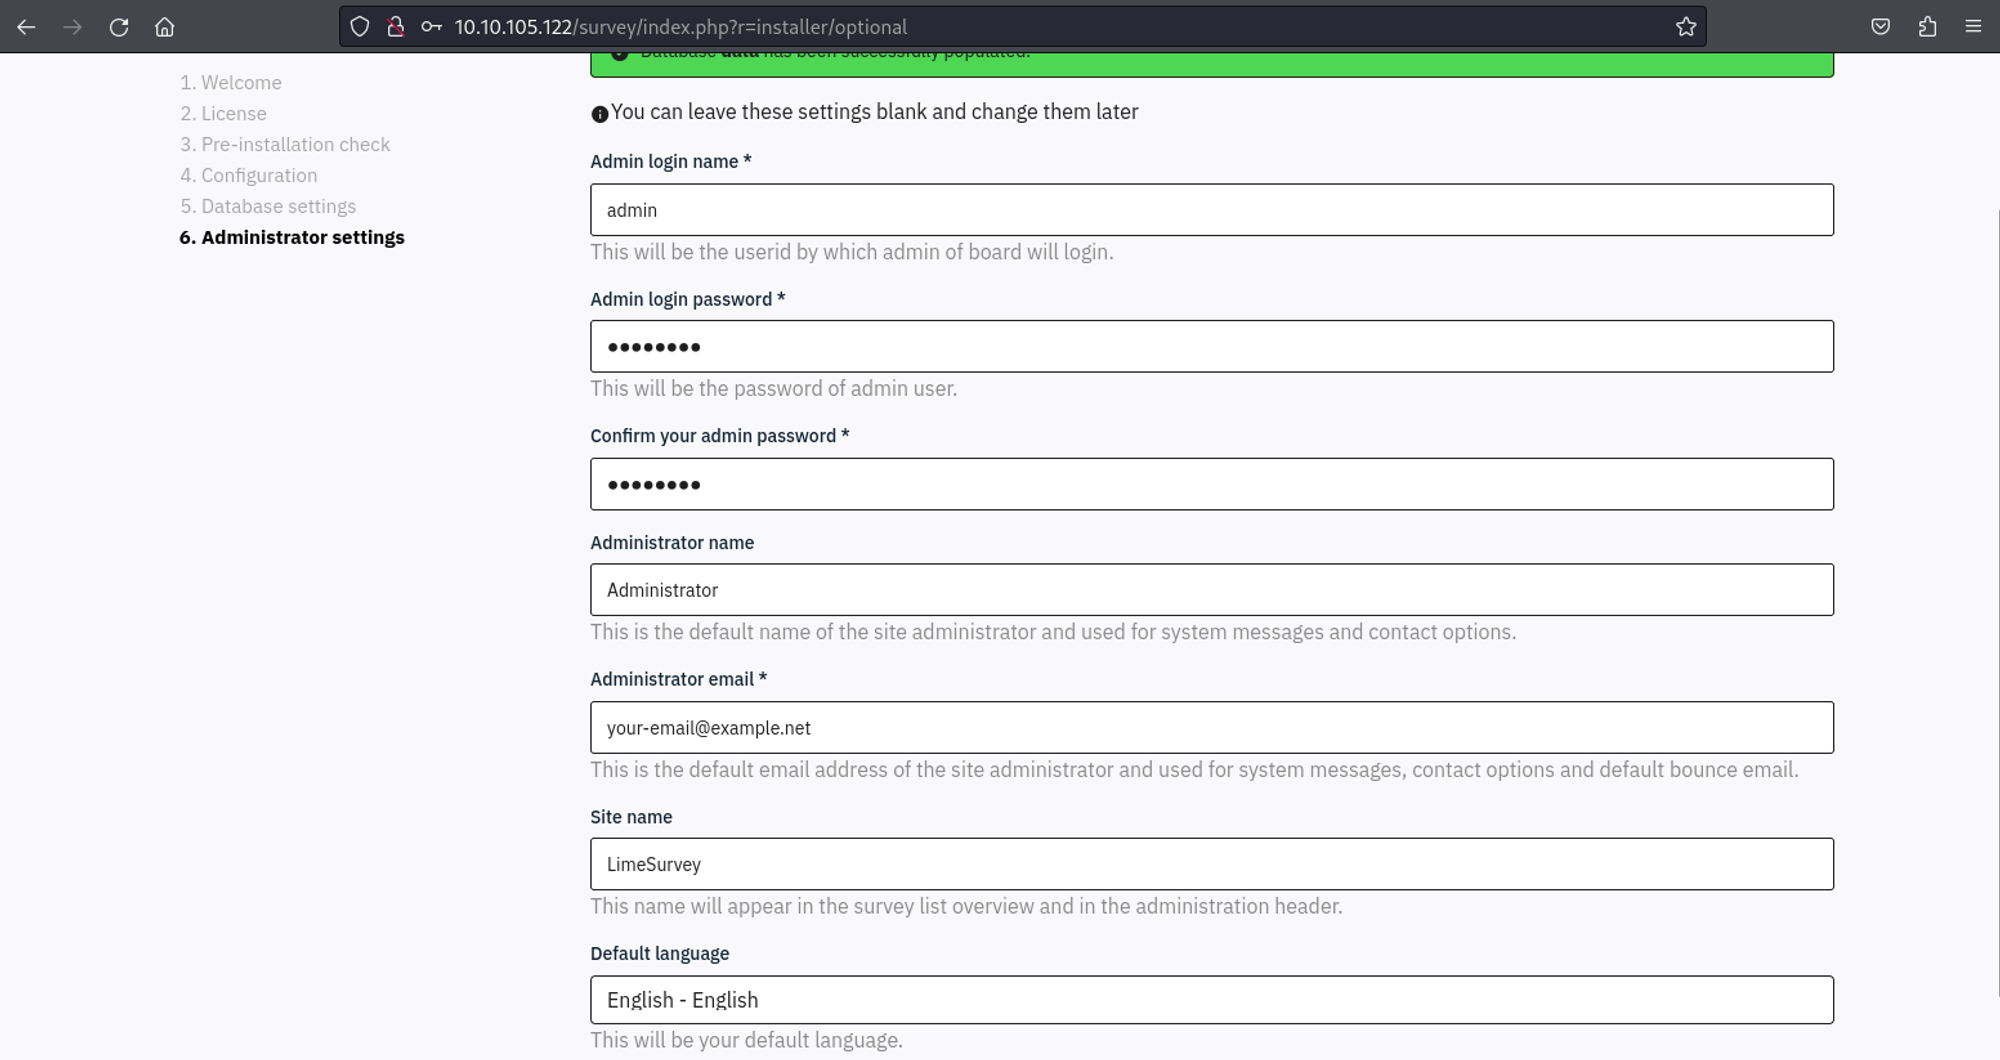 10.10.105.122/survey/index.php?r=installer/optional
Database data has been successfully populated.
1. Welcome
2. License
3. Pre-installation check
4. Configuration
5. Database settings
6. Administrator settings
You can leave these settings blank and change them later
Admin login name *
admin
This will be the userid by which admin of board will login.
Admin login password *
••••••••
This will be the password of admin user.
Confirm your admin password *
••••••••
Administrator name
Administrator
This is the default name of the site administrator and used for system messages and contact options.
Administrator email *
your-email@example.net
This is the default email address of the site administrator and used for system messages, contact options and default bounce email.
Site name
LimeSurvey
This name will appear in the survey list overview and in the administration header.
Default language
English - English
This will be your default language.